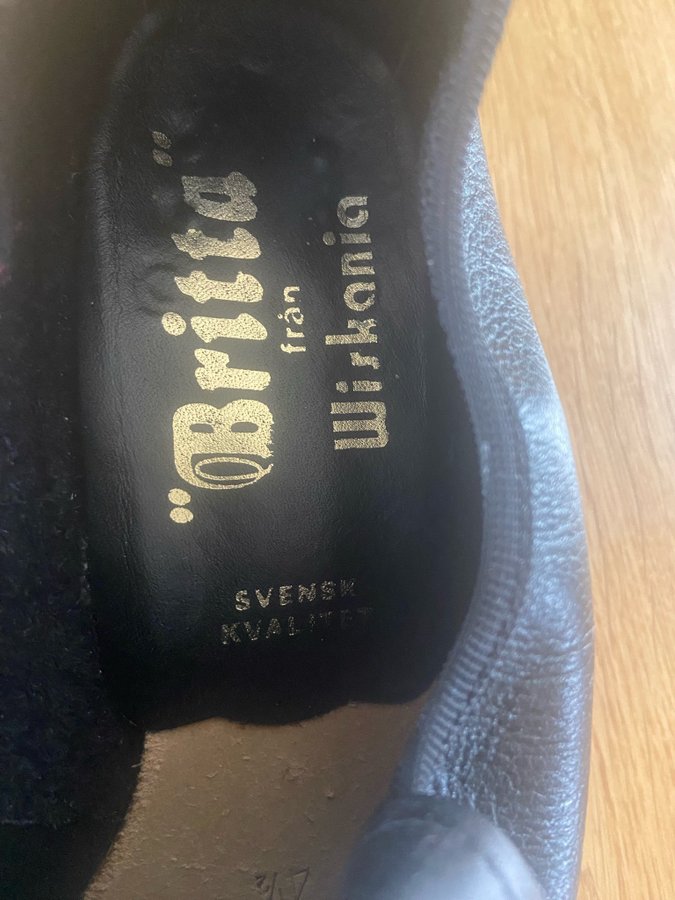 "Britta"
från
Wirkania
SVENSK
KVALITET